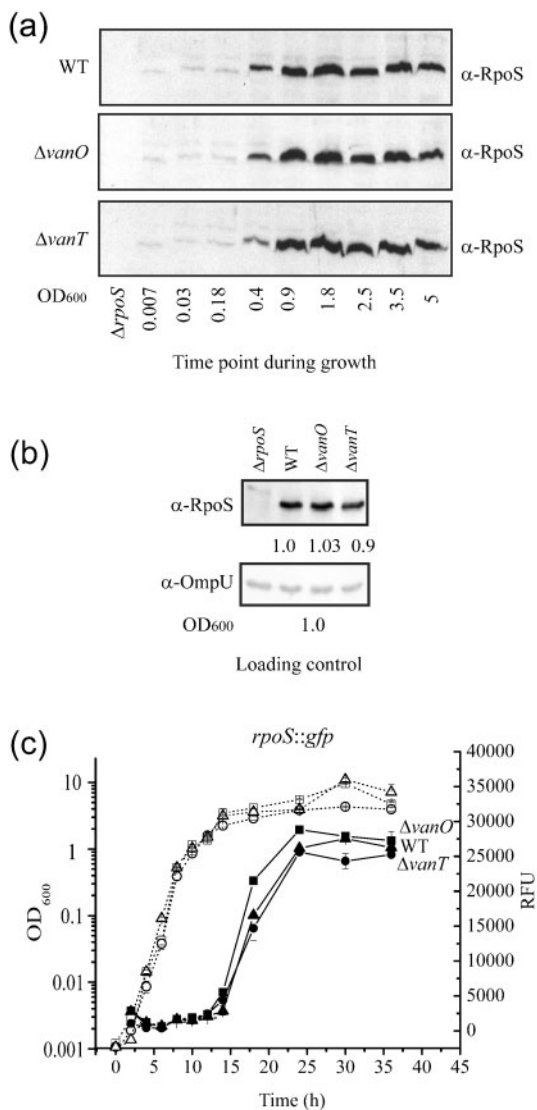 (a)
WT
α-RpoS
ΔvanO
α-RpoS
ΔvanT
α-RpoS
OD600
ΔrpoS
0.007
0.03
0.18
0.4
0.9
1.8
2.5
3.5
5
Time point during growth
(b)
ΔrpoS
WT
ΔvanO
ΔvanT
α-RpoS
1.0 1.03 0.9
α-OmpU
OD600 1.0
Loading control
(c)
rpoS::gfp
OD600
10
1
0.1
0.01
0.001
40000
35000
30000
25000
20000
15000
10000
5000
0
RFU
ΔvanO
WT
ΔvanT
0 5 10 15 20 25 30 35 40 45
Time (h)